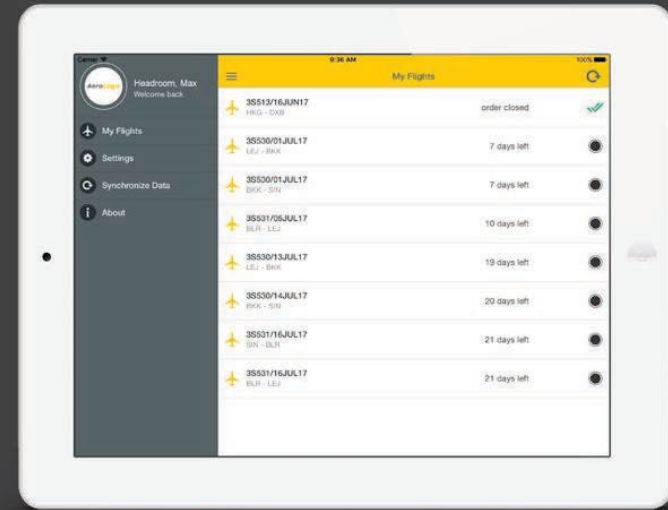 Carrier
9:36 AM
100%
AeroLogic
Headroom, Max
Welcome back
My Flights
Settings
Synchronize Data
About
My Flights
3S513/16JUN17
HKG - DXB
order closed
3S530/01JUL17
LEJ - BKK
7 days left
3S530/01JUL17
BKK - SIN
7 days left
3S531/05JUL17
BLR - LEJ
10 days left
3S530/13JUL17
LEJ - BKK
19 days left
3S530/14JUL17
BKK - SIN
20 days left
3S531/16JUL17
SIN - BLR
21 days left
3S531/16JUL17
BLR - LEJ
21 days left